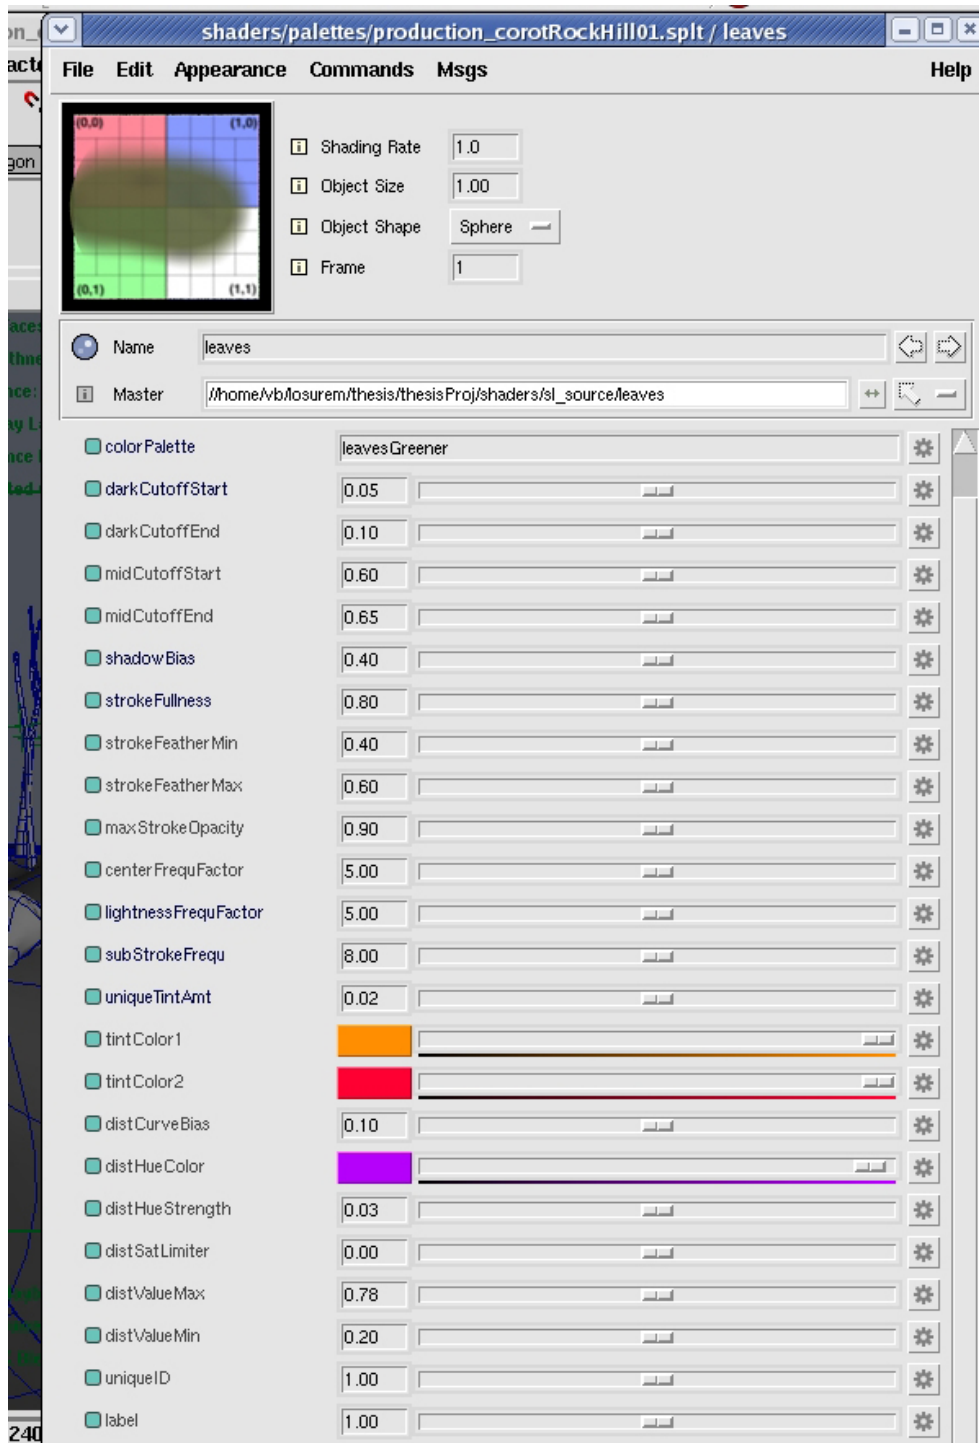 shaders/palettes/production_corotRockHill01.splt / leaves
File Edit Appearance Commands Msgs Help
(0,0) (1,0)
(0,1) (1,1)
Shading Rate 1.0
Object Size 1.00
Object Shape Sphere
Frame 1
Name leaves
Master //home/vb/losurem/thesis/thesisProj/shaders/sl_source/leaves
colorPalette leavesGreener
darkCutoffStart 0.05
darkCutoffEnd 0.10
midCutoffStart 0.60
midCutoffEnd 0.65
shadowBias 0.40
strokeFullness 0.80
strokeFeatherMin 0.40
strokeFeatherMax 0.60
maxStrokeOpacity 0.90
centerFrequFactor 5.00
lightnessFrequFactor 5.00
subStrokeFrequ 8.00
uniqueTintAmt 0.02
tintColor1
tintColor2
distCurveBias 0.10
distHueColor
distHueStrength 0.03
distSatLimiter 0.00
distValueMax 0.78
distValueMin 0.20
uniqueID 1.00
label 1.00
240